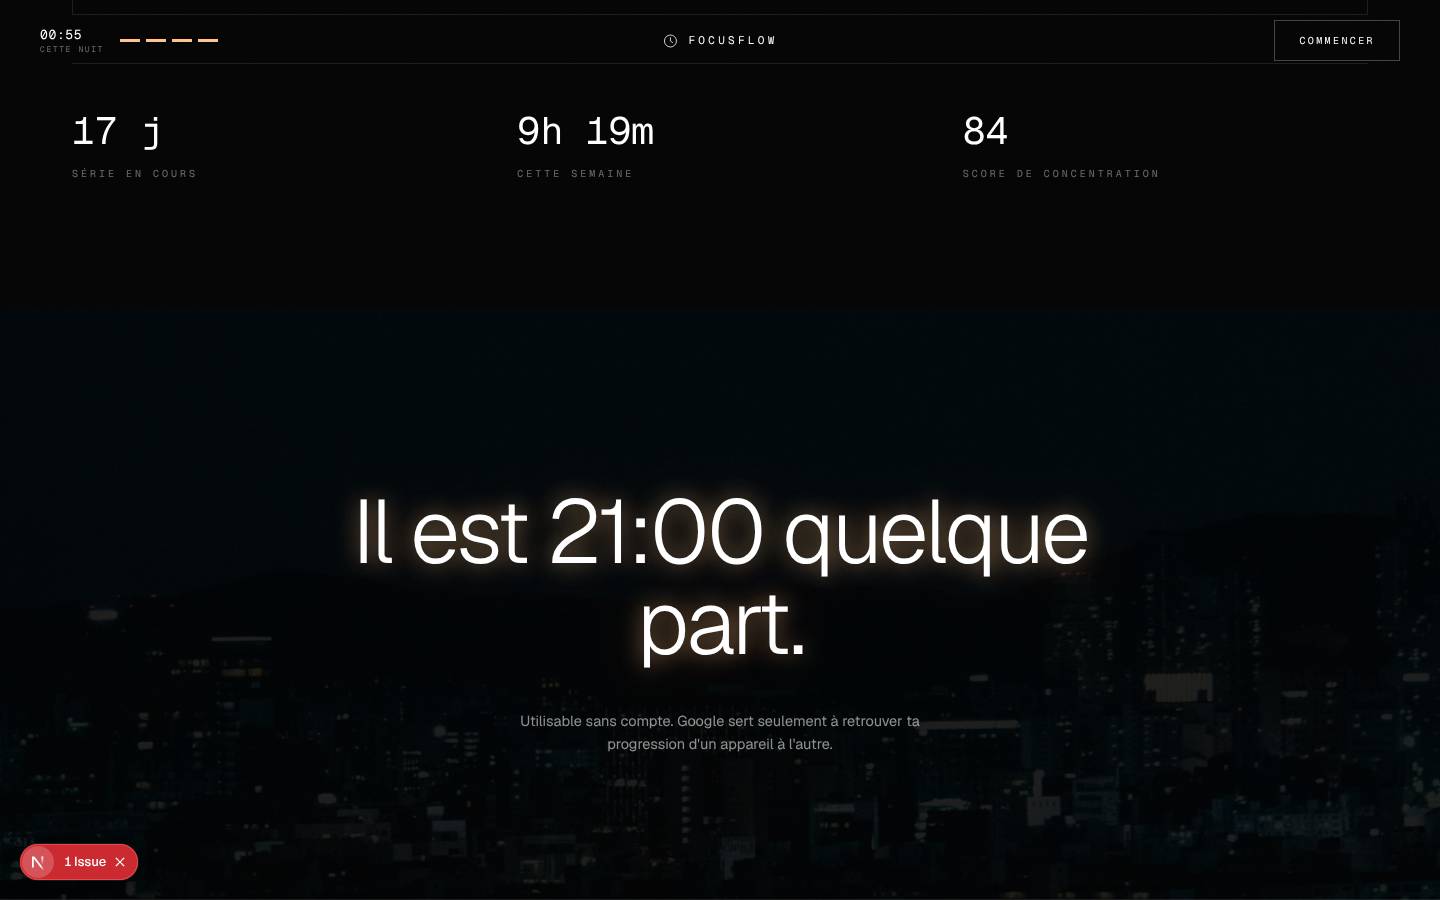 00:55
CETTE NUIT
FOCUSFLOW
COMMENCER
17 j
9h 19m
84
SÉRIE EN COURS
CETTE SEMAINE
SCORE DE CONCENTRATION
Il est 21:00 quelque
part.
Utilisable sans compte. Google sert seulement à retrouver ta
progression d'un appareil à l'autre.
N
1 Issue